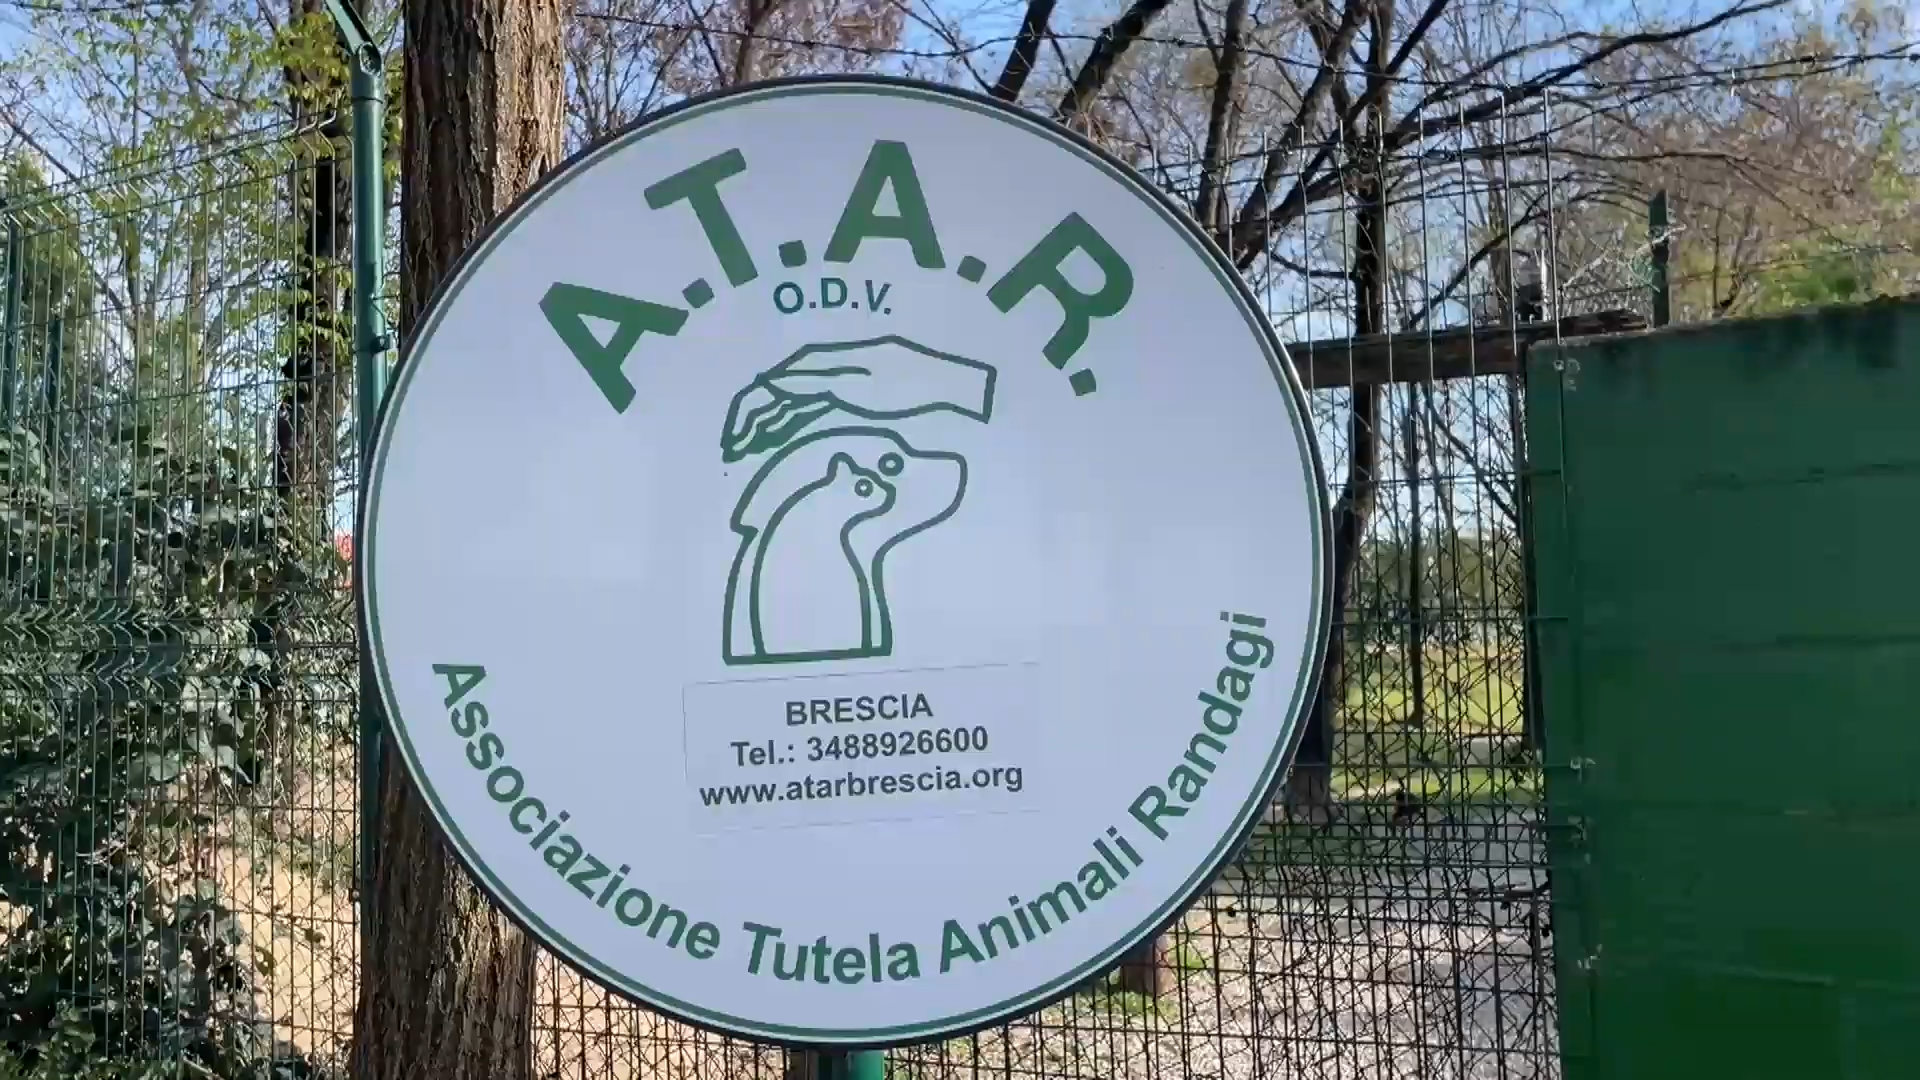 A.T.A.R.
O.D.V.
BRESCIA
Tel.: 3488926600
www.atarbrescia.org
Associazione Tutela Animali Randagi